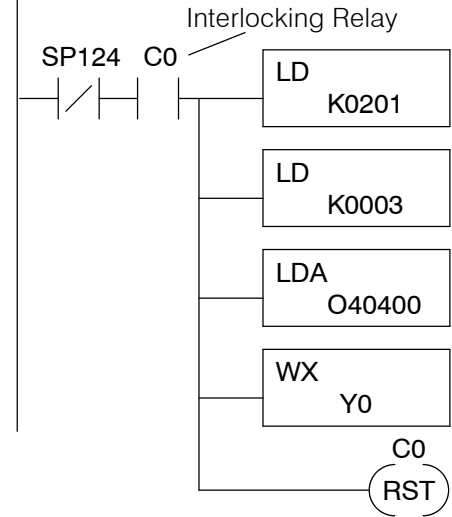 Interlocking Relay
SP124 C0
LD
K0201
LD
K0003
LDA
O40400
WX
Y0
C0
RST